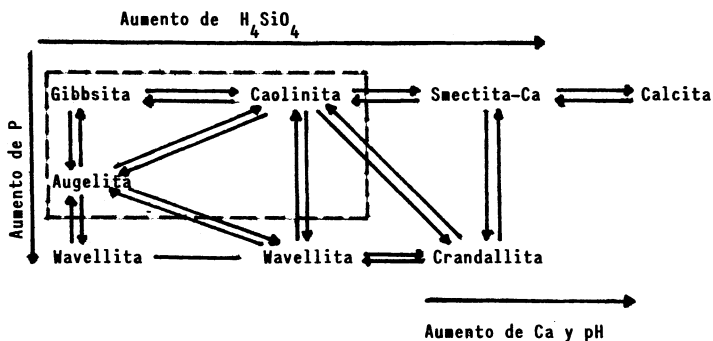 Aumento de H4SiO4
Gibbsita Caolinita Smectita-Ca Calcita
Aumento de P
Augelita
Wavellita Wavellita Crandallita
Aumento de Ca y pH